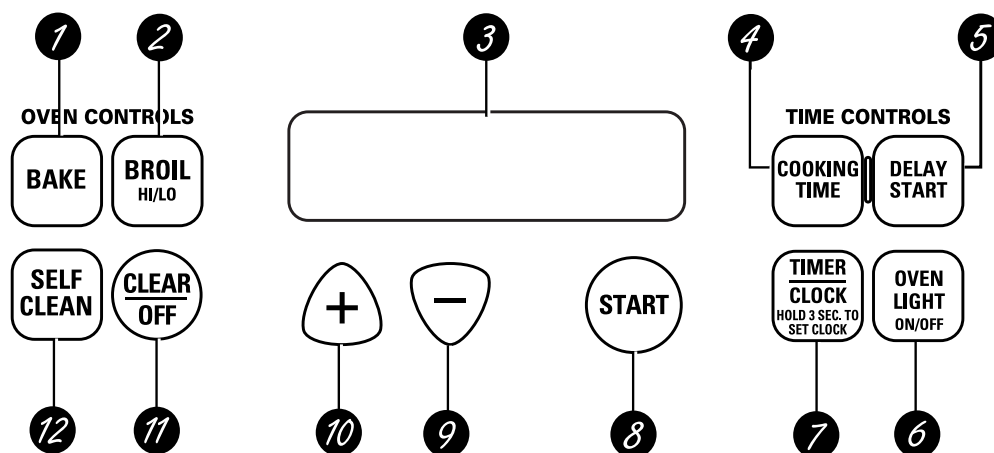 1
2
3
4
5
OVEN CONTROLS
TIME CONTROLS
BAKE
BROIL
HI/LO
COOKING
TIME
DELAY
START
SELF
CLEAN
CLEAR
OFF
+
−
START
TIMER
CLOCK
HOLD 3 SEC. TO
SET CLOCK
OVEN
LIGHT
ON/OFF
12
11
10
9
8
7
6